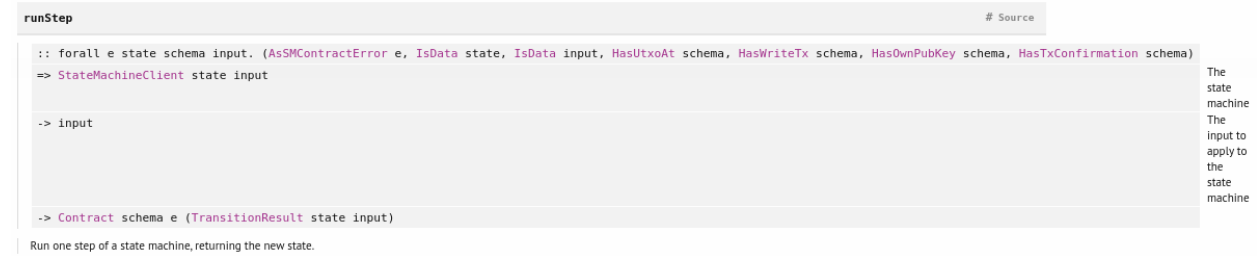 runStep # Source
:: forall e state schema input. (AsSMContractError e, IsData state, IsData input, HasUtxoAt schema, HasWriteTx schema, HasOwnPubKey schema, HasTxConfirmation schema)
=> StateMachineClient state input
The
state
machine
-> input
The
input to
apply to
the
state
machine
-> Contract schema e (TransitionResult state input)
Run one step of a state machine, returning the new state.